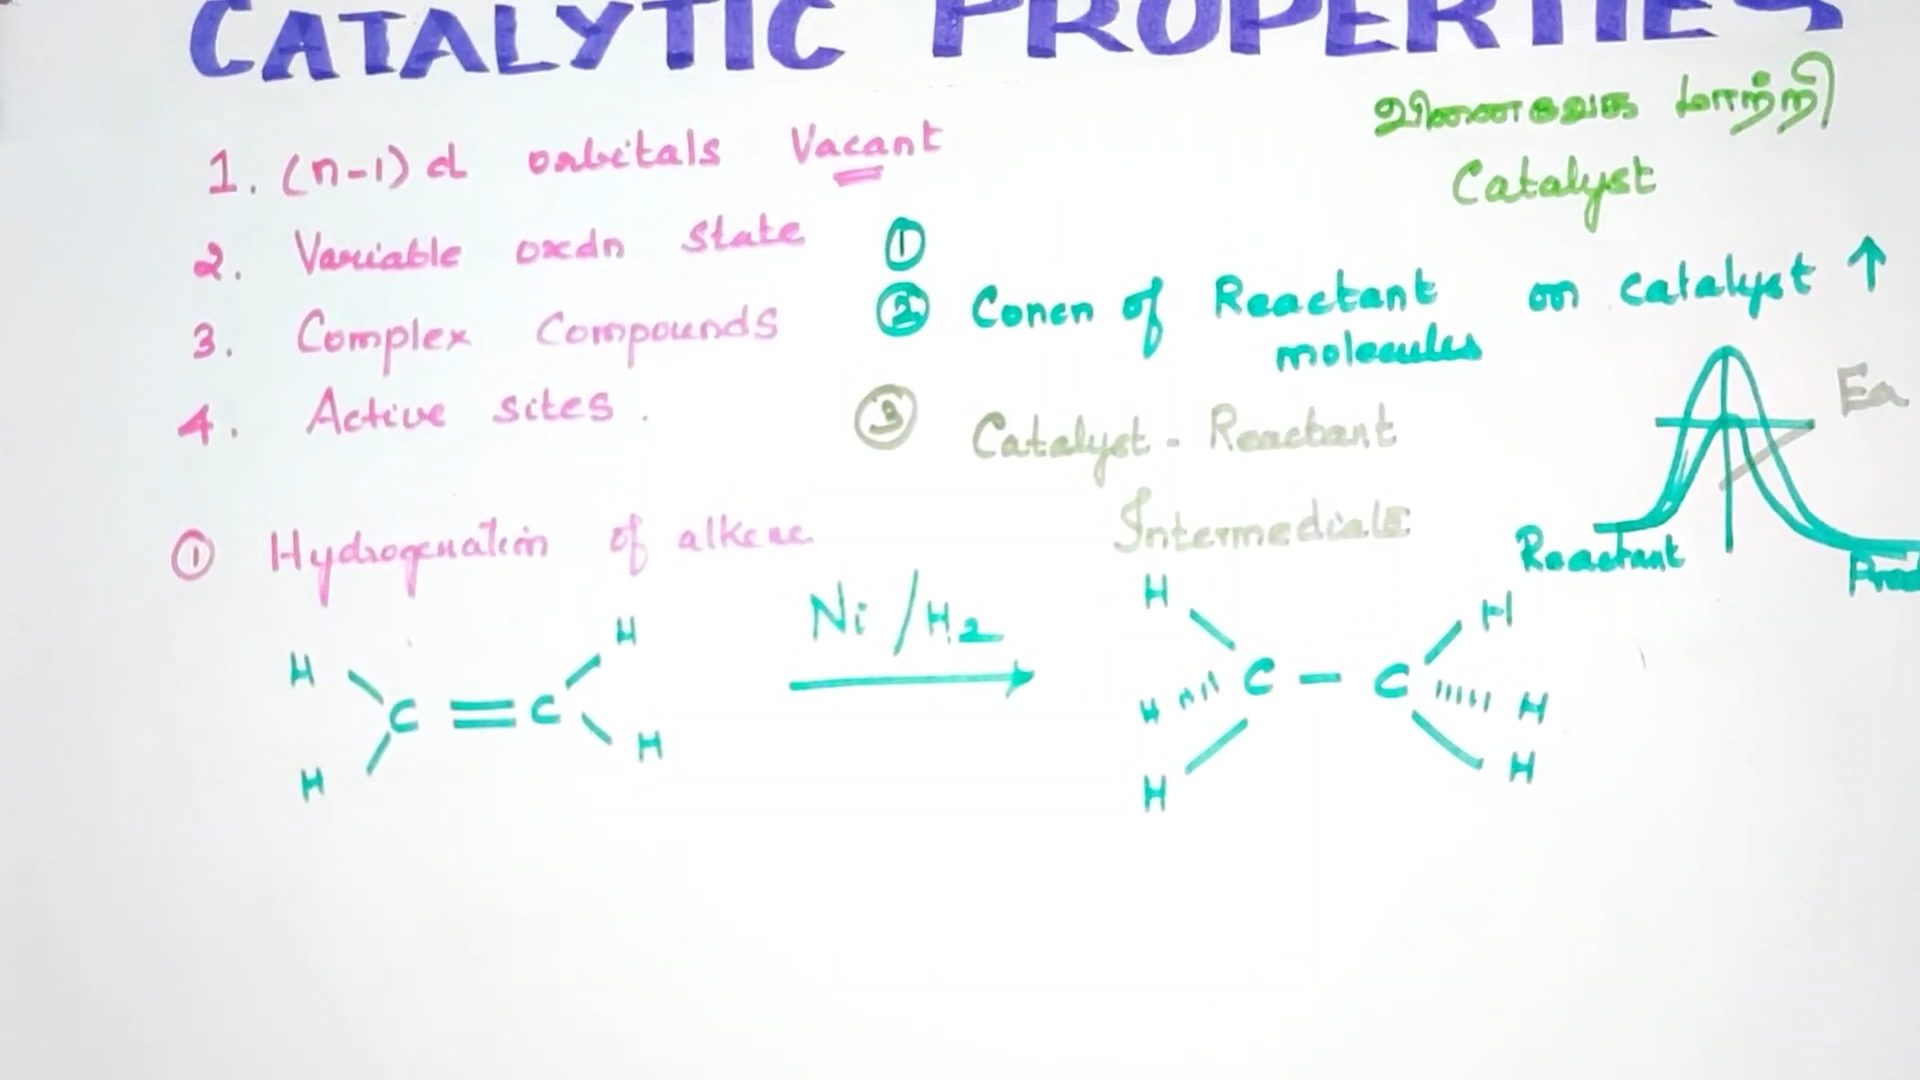 CATALYTIC PROPERTIES
வினைவேக மாற்றி
Catalyst
1. (n-1) d orbitals Vacant
2. Variable oxdn state
3. Complex Compounds
4. Active sites.
①
② Concn of Reactant on catalyst ↑
molecules
③ Catalyst - Reactant
Intermediate
Ea
Reactant
① Hydrogenation of alkene
Ni/H2
H H
C = C
H H
H H
H C - C H
H H